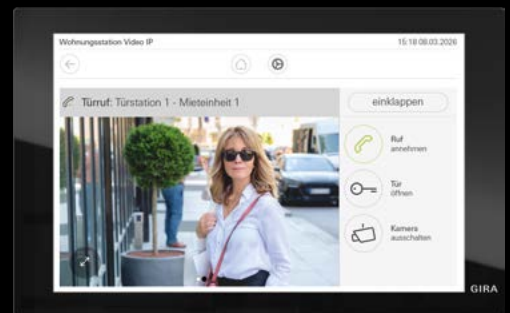 Wohnungsstation Video IP
15:18 08.03.2026
Türruf: Türstation 1 - Mieteinheit 1
einklappen
Ruf
annehmen
Tür
öffnen
Kamera
ausschalten
GIRA